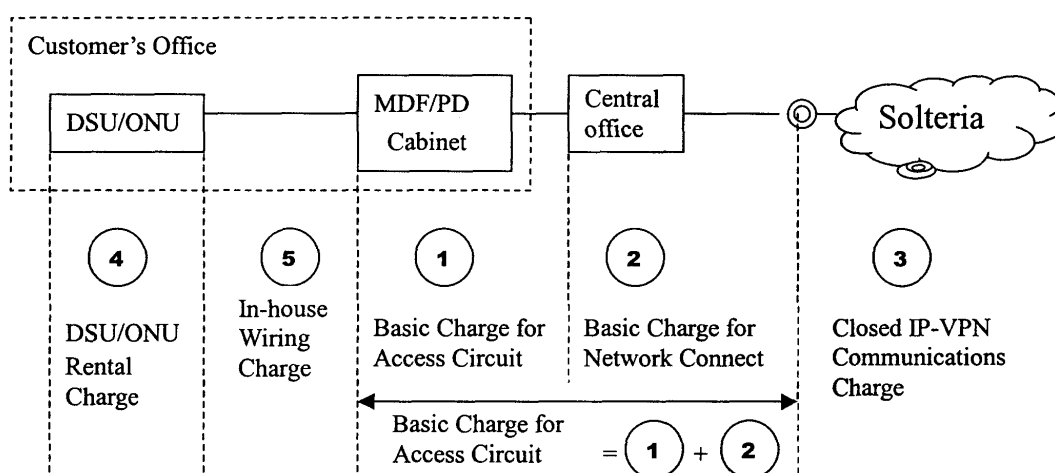 Customer's Office
DSU/ONU
MDF/PD
Cabinet
Central
office
Solteria
4
5
1
2
3
DSU/ONU
Rental
Charge
In-house
Wiring
Charge
Basic Charge for
Access Circuit
Basic Charge for
Network Connect
Closed IP-VPN
Communications
Charge
Basic Charge for
Access Circuit
= 1 + 2